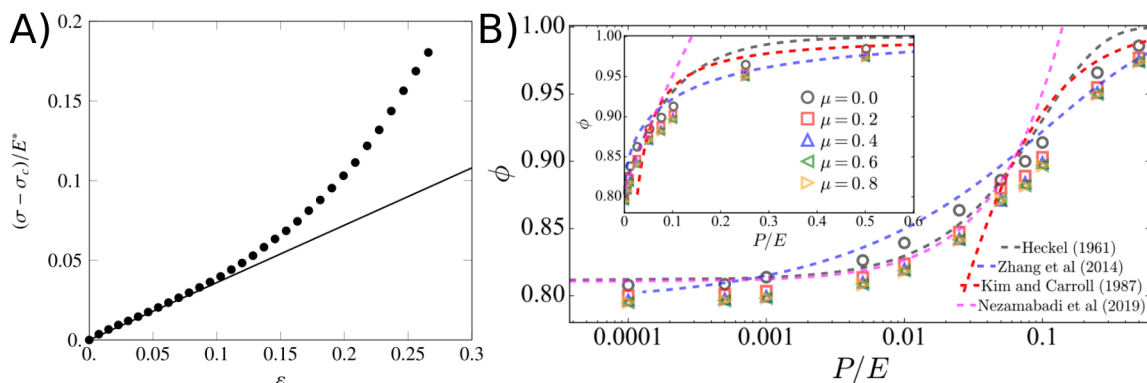 A)
0.2
0.15
0.1
0.05
0.
0. 0.05 0.1 0.15 0.2 0.25 0.3
(σ − σc)/E*
ε
B)
1.00
0.95
0.90
0.85
0.80
ϕ
0.0001 0.001 0.01 0.1
P/E
1.00
0.95
0.90
0.85
0.80
ϕ
0 0.1 0.2 0.3 0.4 0.5 0.6
P/E
μ = 0.0
μ = 0.2
μ = 0.4
μ = 0.6
μ = 0.8
Heckel (1961)
Zhang et al (2014)
Kim and Carroll (1987)
Nezamabadi et al (2019)